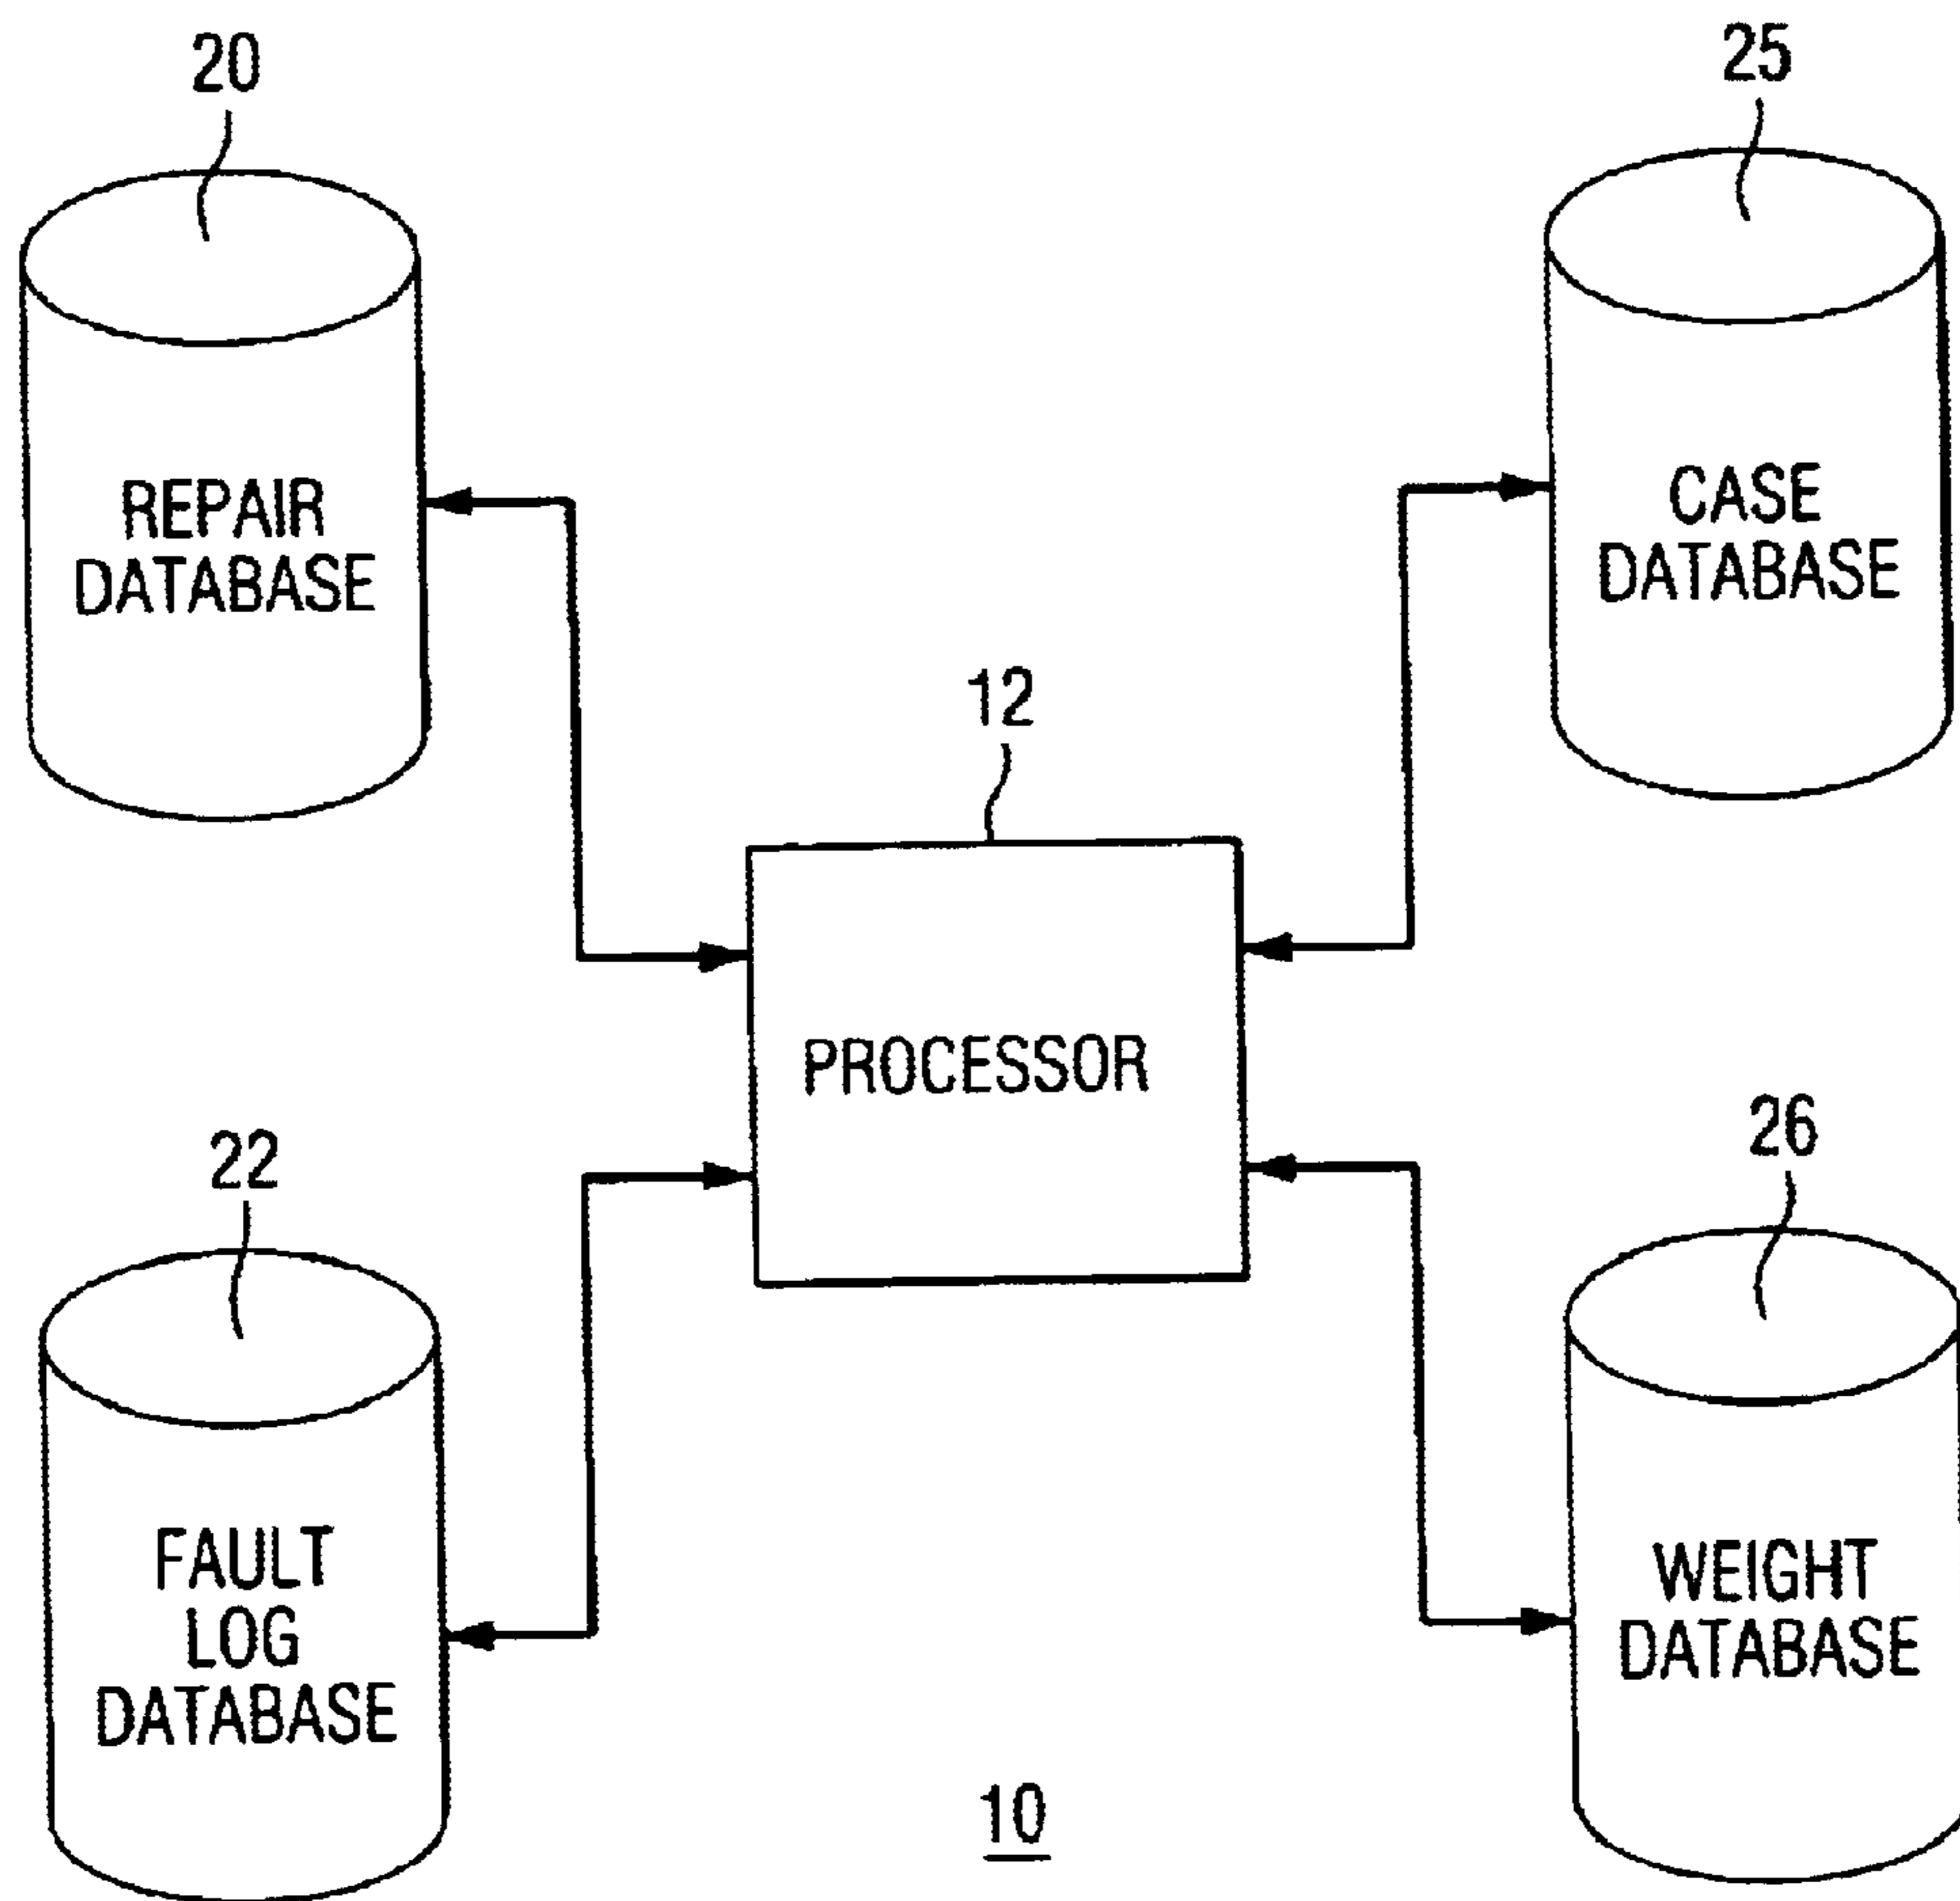 20
25
REPAIR
DATABASE
CASE
DATABASE
12
PROCESSOR
22
26
FAULT
LOG
DATABASE
WEIGHT
DATABASE
10